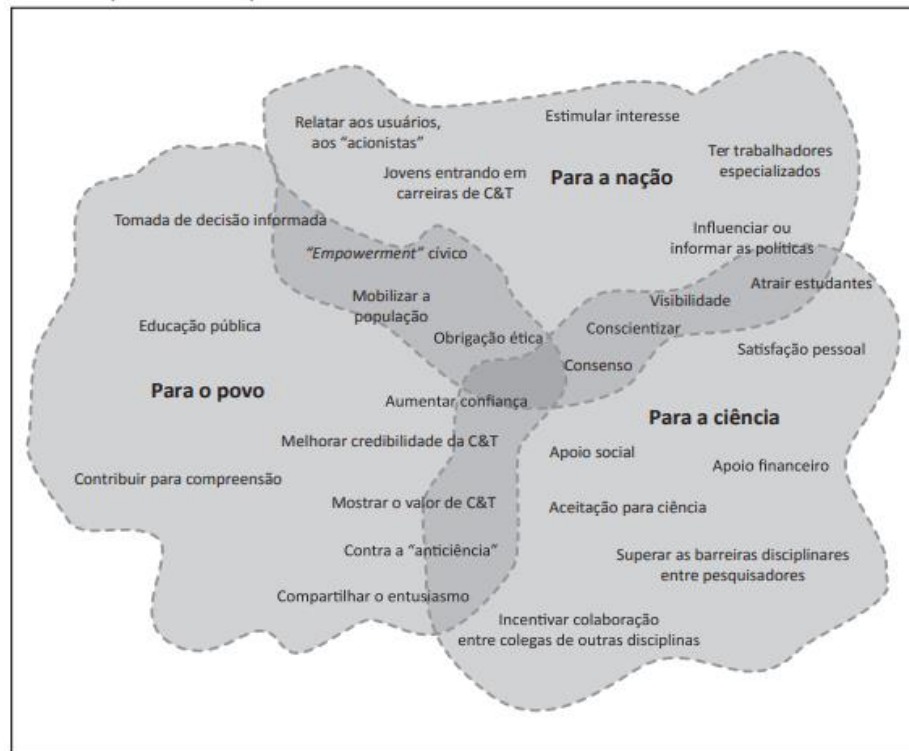 Relatar aos usuários,
aos “acionistas”
Estimular interesse
Jovens entrando em
carreiras de C&T
Para a nação
Ter trabalhadores
especializados
Tomada de decisão informada
“Empowerment” cívico
Influenciar ou
informar as políticas
Mobilizar a
população
Visibilidade
Atrair estudantes
Educação pública
Obrigação ética
Conscientizar
Consenso
Satisfação pessoal
Para o povo
Aumentar confiança
Para a ciência
Melhorar credibilidade da C&T
Apoio social
Apoio financeiro
Contribuir para compreensão
Mostrar o valor de C&T
Aceitação para ciência
Contra a “anticiência”
Superar as barreiras disciplinares
entre pesquisadores
Compartilhar o entusiasmo
Incentivar colaboração
entre colegas de outras disciplinas